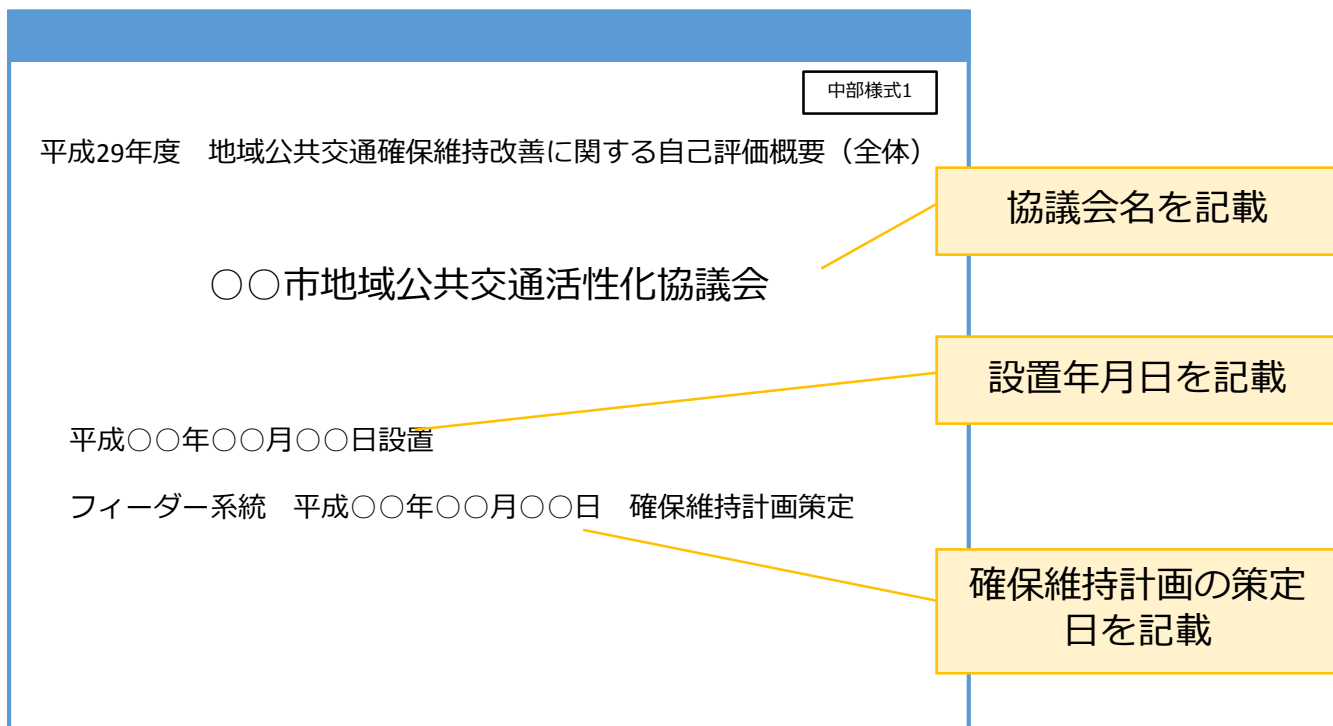 中部様式1
平成29年度　地域公共交通確保維持改善に関する自己評価概要（全体）
協議会名を記載
○○市地域公共交通活性化協議会
設置年月日を記載
平成○○年○○月○○日設置
フィーダー系統　平成○○年○○月○○日　確保維持計画策定
確保維持計画の策定
日を記載